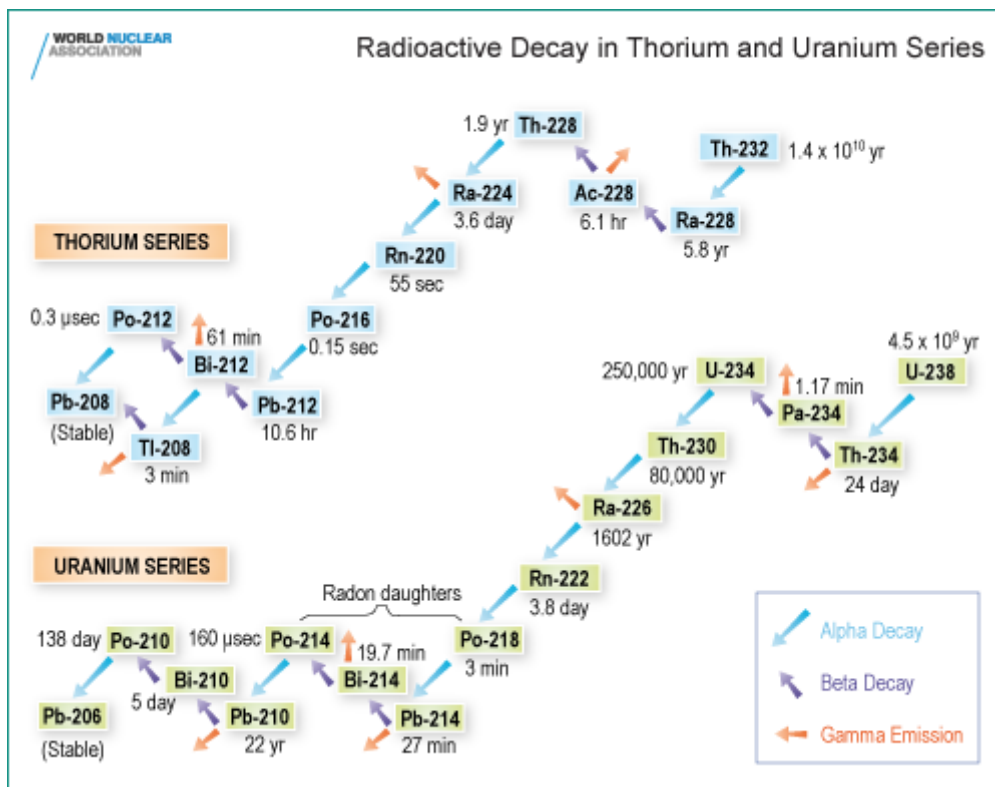 WORLD NUCLEAR
ASSOCIATION
Radioactive Decay in Thorium and Uranium Series
1.9 yr
Th-228
Th-232
1.4 x 10¹⁰ yr
Ra-224
3.6 day
Ac-228
6.1 hr
Ra-228
5.8 yr
THORIUM SERIES
Rn-220
55 sec
0.3 µsec
Po-212
61 min
Bi-212
Po-216
0.15 sec
Pb-208
(Stable)
Pb-212
10.6 hr
Tl-208
3 min
4.5 x 10⁹ yr
250,000 yr
U-234
U-238
1.17 min
Pa-234
Th-230
80,000 yr
Th-234
24 day
Ra-226
1602 yr
URANIUM SERIES
Rn-222
3.8 day
Radon daughters
138 day
Po-210
160 µsec
Po-214
19.7 min
Po-218
3 min
Bi-210
5 day
Bi-214
Pb-206
(Stable)
Pb-210
22 yr
Pb-214
27 min
Alpha Decay
Beta Decay
Gamma Emission